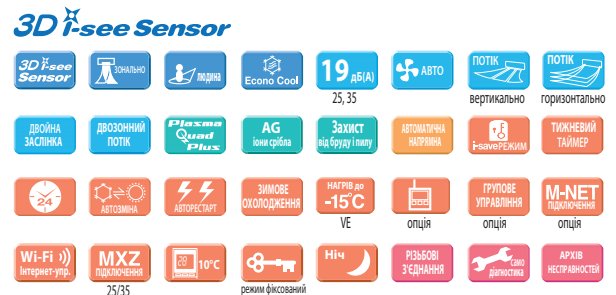 3D i-see Sensor
3D i-see
Sensor
ЗОНАЛЬНО
ЛЮДИНА
Econo Cool
19 дБ(А)
25, 35
АВТО
ПОТІК
вертикально
ПОТІК
горизонтально
ДВОЙНА
ЗАСЛІНКА
ДВОЗОННИЙ
ПОТІК
Plasma
Quad
Plus
AG
іони срібла
Захист
від бруду і пилу
АВТОМАТИЧНА
НАПРЯМНА
i-save РЕЖИМ
ТИЖНЕВИЙ
ТАЙМЕР
24
АВТОЗМІНА
АВТОРЕСТАРТ
ЗИМОВЕ
ОХОЛОДЖЕННЯ
НАГРІВ до
-15°C
VE
опція
ГРУПОВЕ
УПРАВЛІННЯ
опція
M-NET
ПІДКЛЮЧЕННЯ
опція
Wi-Fi
Інтернет-упр.
MXZ
ПІДКЛЮЧЕННЯ
25/35
20
10°C
режим фіксований
Ніч
РІЗЬБОВІ
З'ЄДНАННЯ
само
діагностика
АРХІВ
НЕСПРАВНОСТЕЙ